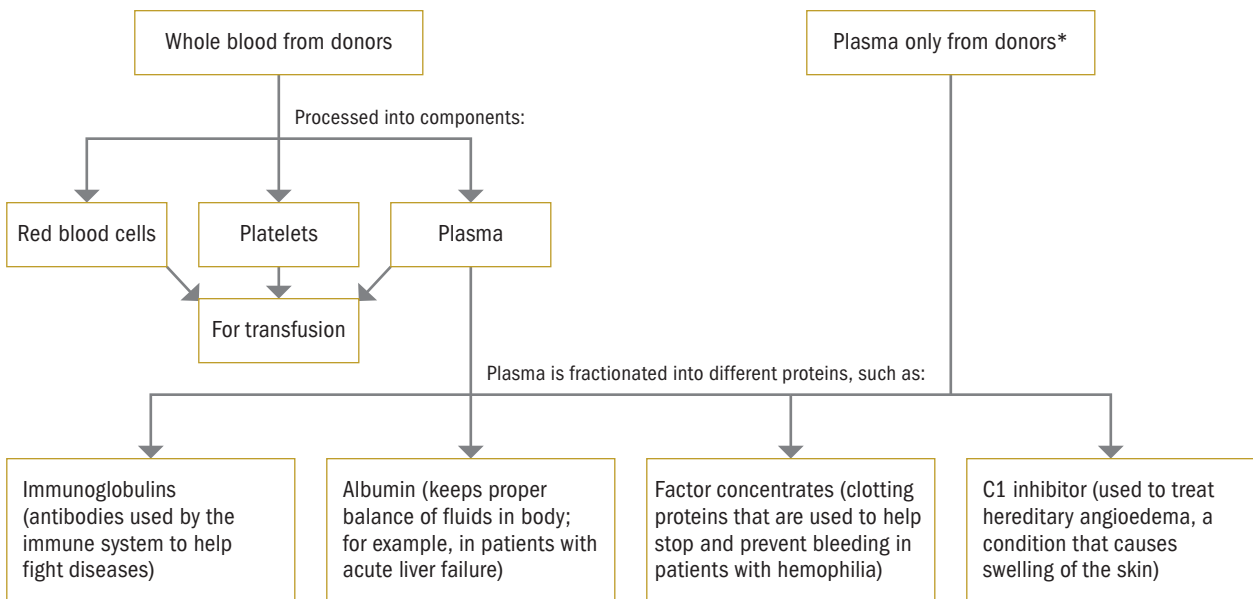 Whole blood from donors
Plasma only from donors*
Processed into components:
Red blood cells
Platelets
Plasma
For transfusion
Plasma is fractionated into different proteins, such as:
Immunoglobulins
(antibodies used by the
immune system to help
fight diseases)
Albumin (keeps proper
balance of fluids in body;
for example, in patients with
acute liver failure)
Factor concentrates (clotting
proteins that are used to help
stop and prevent bleeding in
patients with hemophilia)
C1 inhibitor (used to treat
hereditary angioedema, a
condition that causes
swelling of the skin)